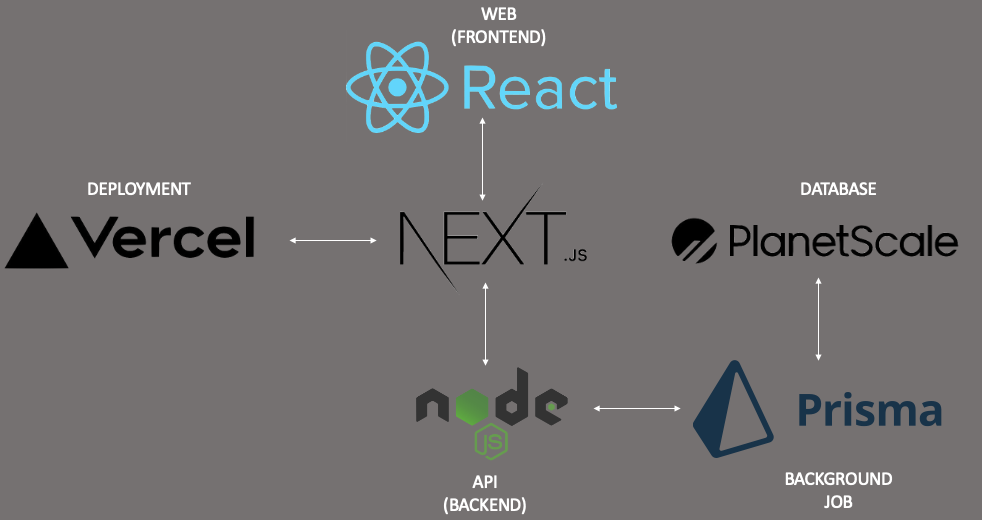 WEB
(FRONTEND)
React
DEPLOYMENT
Vercel
NEXT.JS
DATABASE
PlanetScale
node
JS
Prisma
API
(BACKEND)
BACKGROUND
JOB